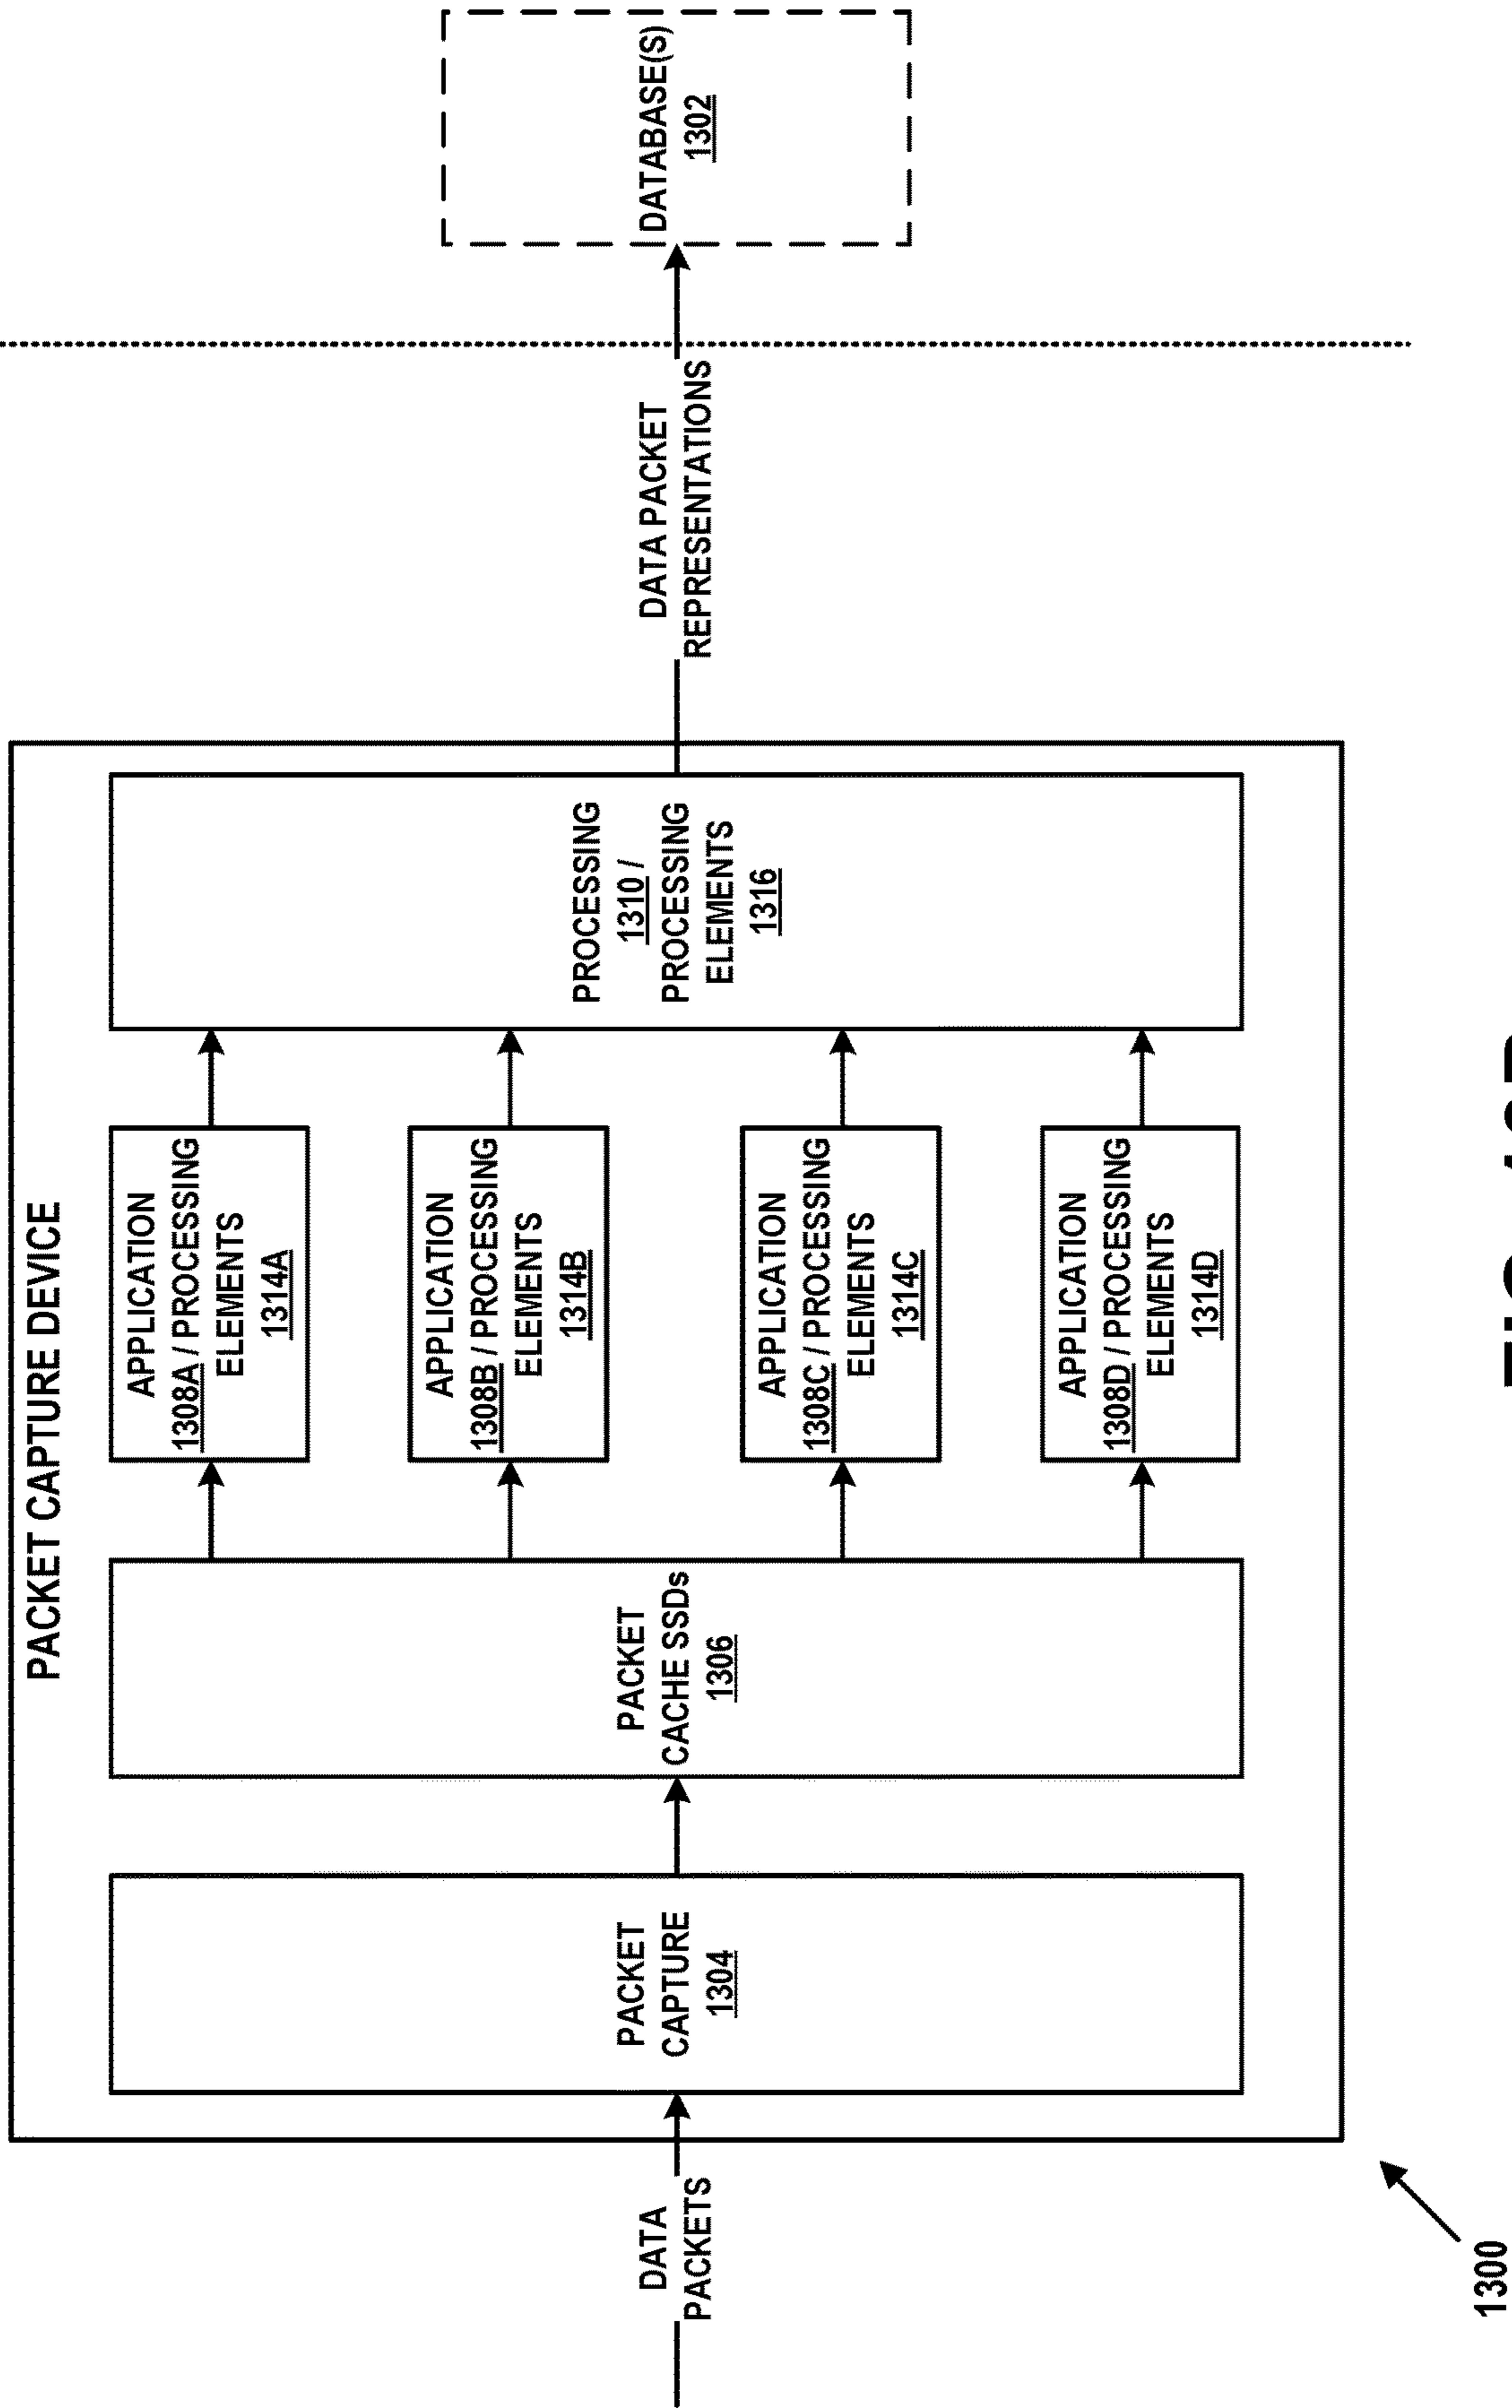 PACKET CAPTURE DEVICE
DATA
PACKETS
PACKET
CAPTURE
1304
PACKET
CACHE SSDs
1306
APPLICATION
1308A / PROCESSING
ELEMENTS
1314A
APPLICATION
1308B / PROCESSING
ELEMENTS
1314B
APPLICATION
1308C / PROCESSING
ELEMENTS
1314C
APPLICATION
1308D / PROCESSING
ELEMENTS
1314D
PROCESSING
1310 /
PROCESSING
ELEMENTS
1316
DATA PACKET
REPRESENTATIONS
DATABASE(S)
1302
1300